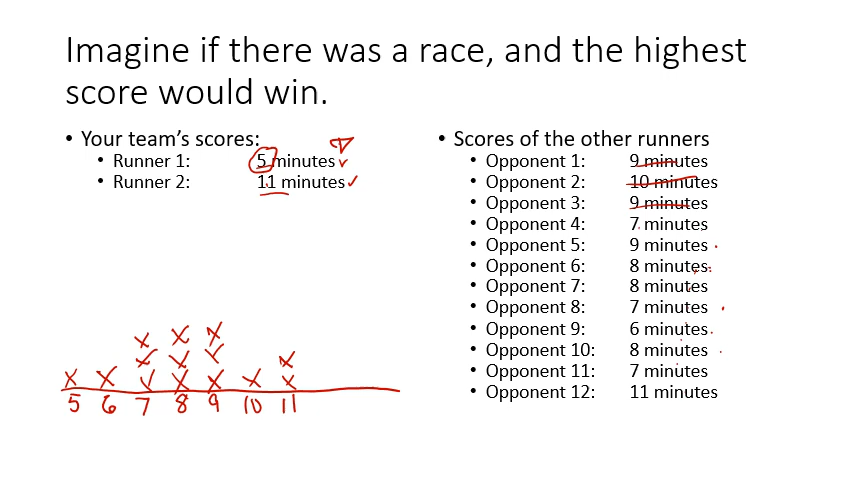 Imagine if there was a race, and the highest
score would win.
• Your team's scores:
• Runner 1: 5 minutes
• Runner 2: 11 minutes
• Scores of the other runners
• Opponent 1: 9 minutes
• Opponent 2: 10 minutes
• Opponent 3: 9 minutes
• Opponent 4: 7 minutes
• Opponent 5: 9 minutes
• Opponent 6: 8 minutes
• Opponent 7: 8 minutes
• Opponent 8: 7 minutes
• Opponent 9: 6 minutes
• Opponent 10: 8 minutes
• Opponent 11: 7 minutes
• Opponent 12: 11 minutes
X X X
X X X X
X X X X X X X
5 6 7 8 9 10 11